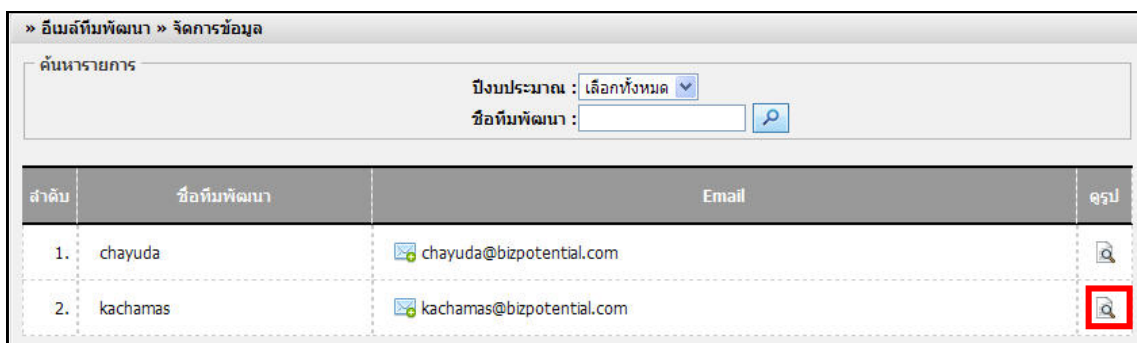 » อีเมล์ทีมพัฒนา » จัดการข้อมูล
ค้นหารายการ
ปีงบประมาณ : เลือกทั้งหมด
ชื่อทีมพัฒนา :
ลำดับ ชื่อทีมพัฒนา Email ดูรูป
1. chayuda chayuda@bizpotential.com
2. kachamas kachamas@bizpotential.com